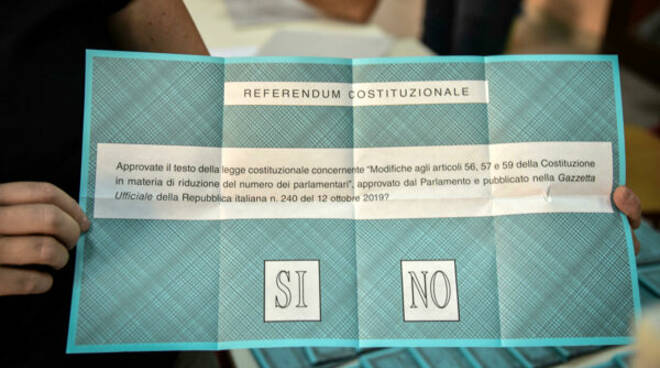 REFERENDUM COSTITUZIONALE
Approvate il testo della legge costituzionale concernente "Modifiche agli articoli 56, 57 e 59 della Costituzione
in materia di riduzione del numero dei parlamentari", approvato dal Parlamento e pubblicato nella Gazzetta
Ufficiale della Repubblica italiana n. 240 del 12 ottobre 2019?
SI NO